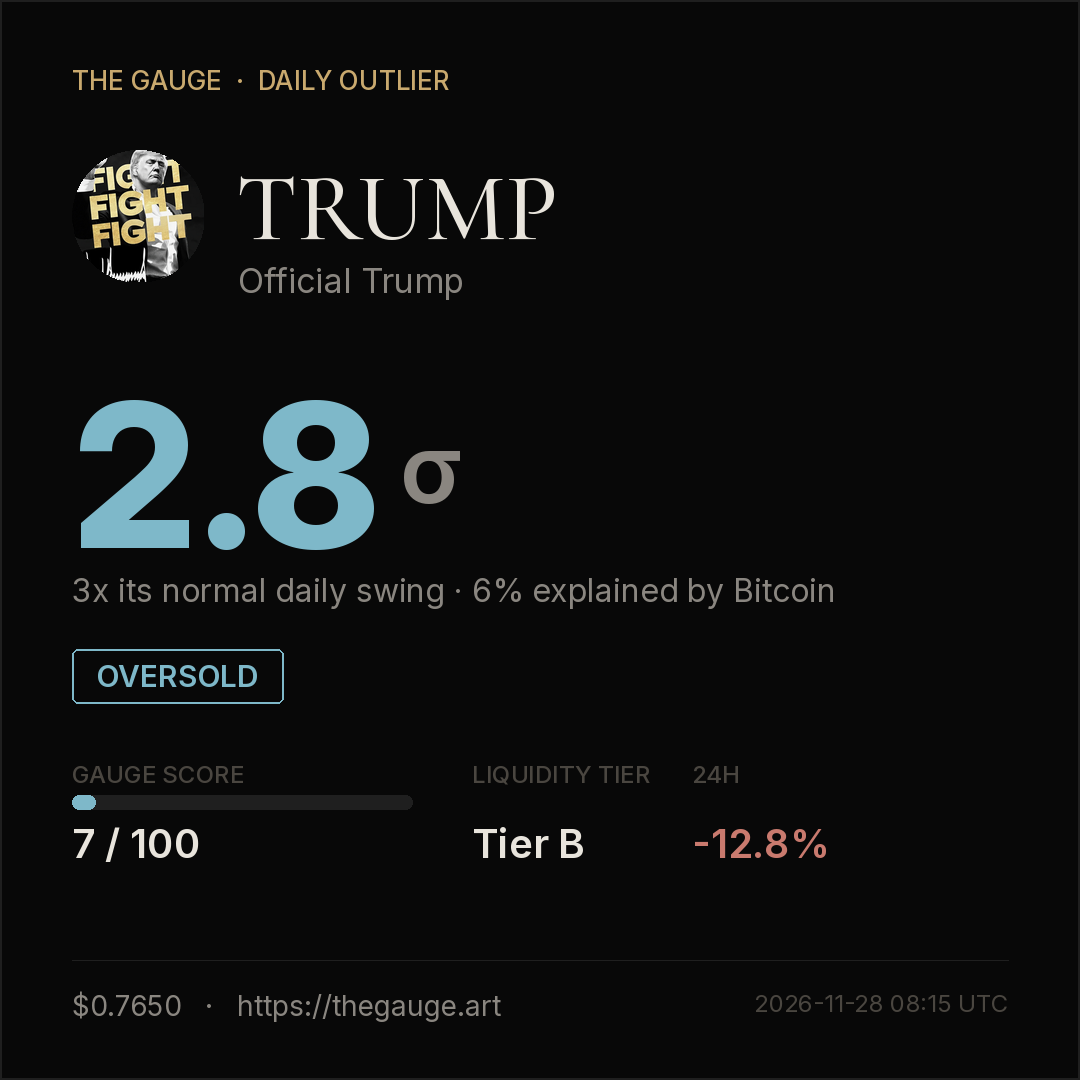 THE GAUGE · DAILY OUTLIER
FIGHT
FIGHT
TRUMP
Official Trump
2.8 σ
3x its normal daily swing · 6% explained by Bitcoin
OVERSOLD
GAUGE SCORE
LIQUIDITY TIER
24H
7 / 100
Tier B
-12.8%
$0.7650 · https://thegauge.art
2026-11-28 08:15 UTC